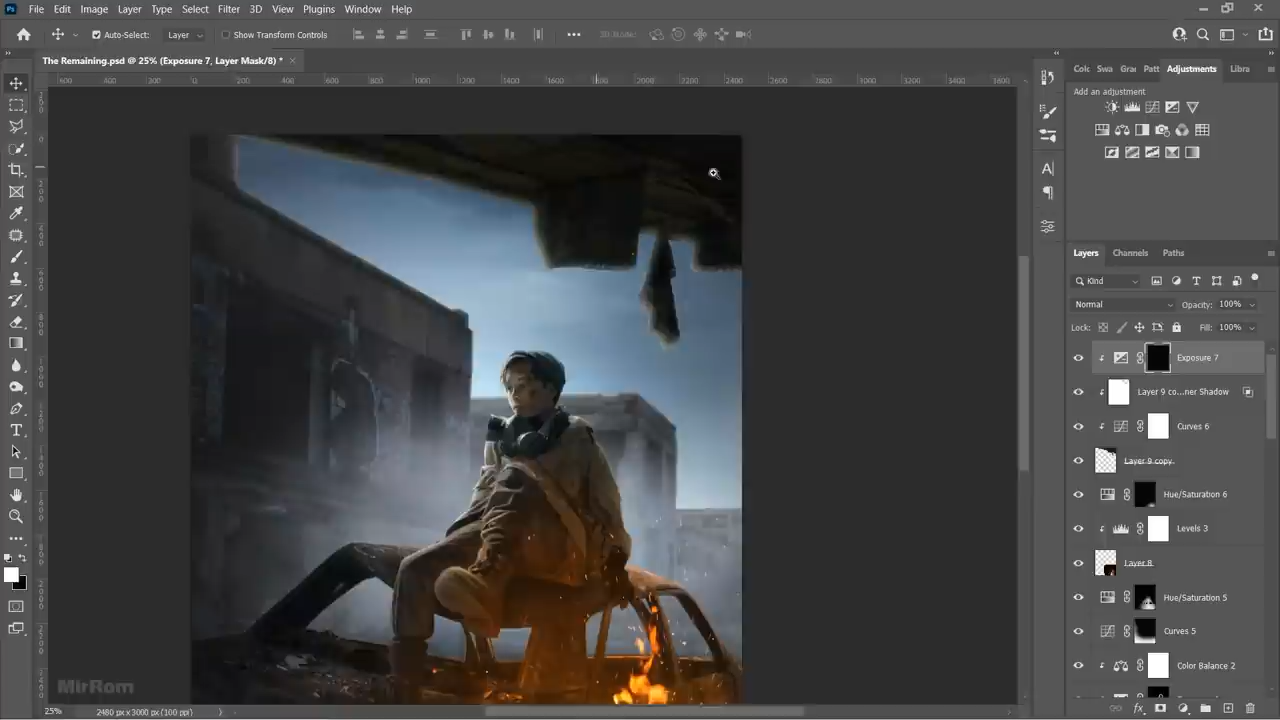 Ps File Edit Image Layer Type Select Filter 3D View Plugins Window Help
Auto-Select: Layer Show Transform Controls
The Remaining.psd @ 25% (Exposure 7, Layer Mask/8) * ×
Swa Patt Adjustments Libra
Add an adjustment
Layers Channels Paths
Kind
Normal Opacity: 100%
Lock: Fill: 100%
Exposure 7
Layer 9 co...ner Shadow
Curves 6
Layer 9 copy
Hue/Saturation 6
Levels 3
Layer 8
Hue/Saturation 5
Curves 5
Color Balance 2
MirRom
25% 2480 px x 3000 px (100 ppi)